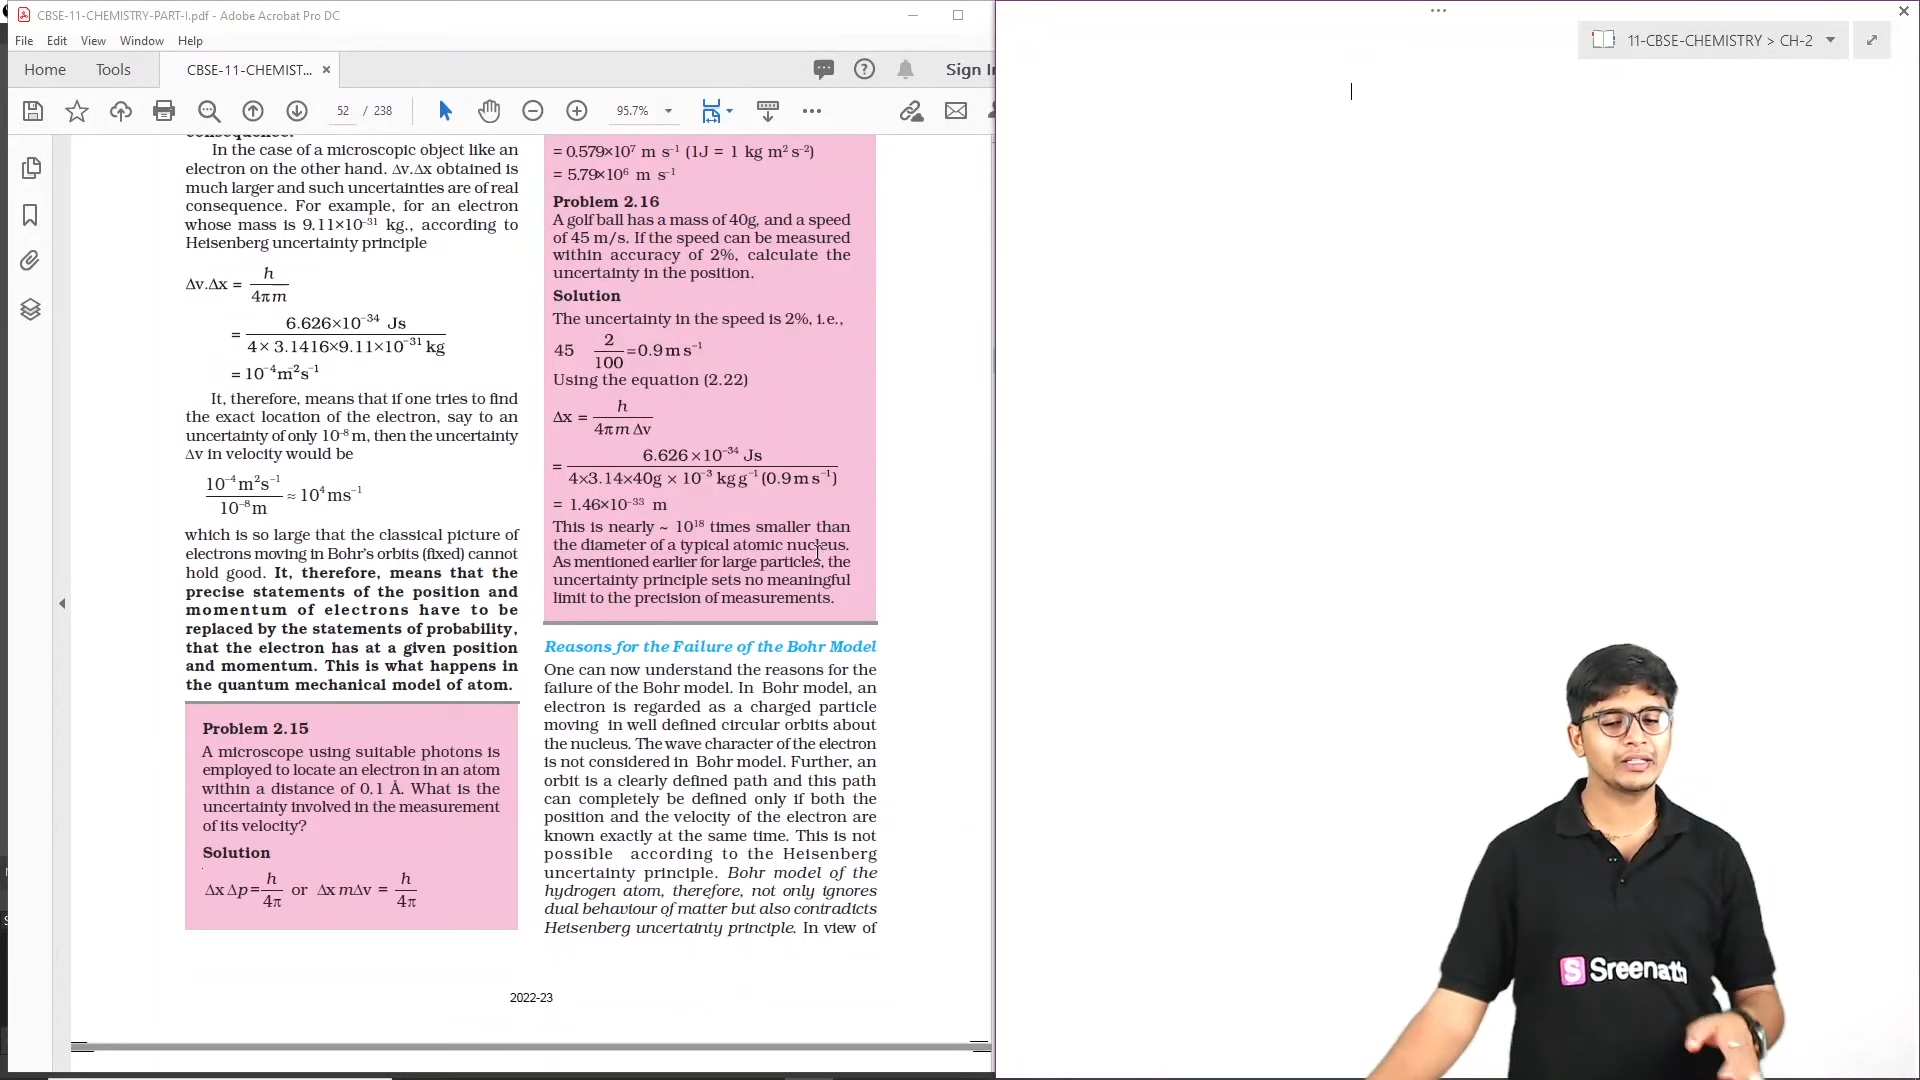 CBSE-11-CHEMISTRY-PART-I.pdf - Adobe Acrobat Pro DC
File Edit View Window Help
Home Tools CBSE-11-CHEMIST... × Sign In
52 / 238 95.7%
11-CBSE-CHEMISTRY > CH-2
consequence.
In the case of a microscopic object like an
electron on the other hand. Δv.Δx obtained is
much larger and such uncertainties are of real
consequence. For example, for an electron
whose mass is 9.11×10⁻³¹ kg., according to
Heisenberg uncertainty principle
Δv.Δx = h / 4πm
= 6.626×10⁻³⁴ Js / 4× 3.1416×9.11×10⁻³¹ kg
= 10⁻⁴m²s⁻¹
It, therefore, means that if one tries to find
the exact location of the electron, say to an
uncertainty of only 10⁻⁸ m, then the uncertainty
Δv in velocity would be
10⁻⁴m²s⁻¹ / 10⁻⁸m ≈ 10⁴ms⁻¹
which is so large that the classical picture of
electrons moving in Bohr's orbits (fixed) cannot
hold good. It, therefore, means that the
precise statements of the position and
momentum of electrons have to be
replaced by the statements of probability,
that the electron has at a given position
and momentum. This is what happens in
the quantum mechanical model of atom.
Problem 2.15
A microscope using suitable photons is
employed to locate an electron in an atom
within a distance of 0.1 Å. What is the
uncertainty involved in the measurement
of its velocity?
Solution
Δx Δp = h / 4π or Δx mΔv = h / 4π
= 0.579×10⁷ m s⁻¹ (1J = 1 kg m² s⁻²)
= 5.79×10⁶ m s⁻¹
Problem 2.16
A golf ball has a mass of 40g, and a speed
of 45 m/s. If the speed can be measured
within accuracy of 2%, calculate the
uncertainty in the position.
Solution
The uncertainty in the speed is 2%, i.e.,
45 2 / 100 = 0.9 m s⁻¹
Using the equation (2.22)
Δx = h / 4πm Δv
= 6.626 ×10⁻³⁴ Js / 4×3.14×40g × 10⁻³ kg g⁻¹ (0.9 m s⁻¹)
= 1.46×10⁻³³ m
This is nearly ~ 10¹⁸ times smaller than
the diameter of a typical atomic nucleus.
As mentioned earlier for large particles, the
uncertainty principle sets no meaningful
limit to the precision of measurements.
Reasons for the Failure of the Bohr Model
One can now understand the reasons for the
failure of the Bohr model. In Bohr model, an
electron is regarded as a charged particle
moving in well defined circular orbits about
the nucleus. The wave character of the electron
is not considered in Bohr model. Further, an
orbit is a clearly defined path and this path
can completely be defined only if both the
position and the velocity of the electron are
known exactly at the same time. This is not
possible according to the Heisenberg
uncertainty principle. Bohr model of the
hydrogen atom, therefore, not only ignores
dual behaviour of matter but also contradicts
Heisenberg uncertainty principle. In view of
2022-23
S Sreenath